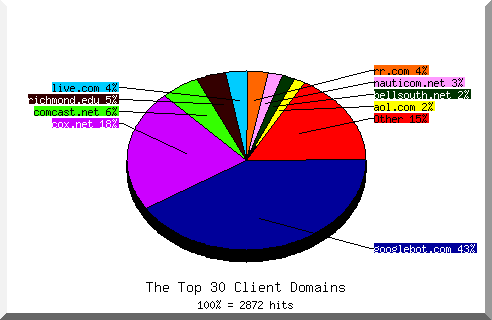 rr.com 4%
nauticom.net 3%
bellsouth.net 2%
aol.com 2%
Other 15%
live.com 4%
richmond.edu 5%
comcast.net 6%
cox.net 18%
googlebot.com 43%
The Top 30 Client Domains
100% = 2872 hits